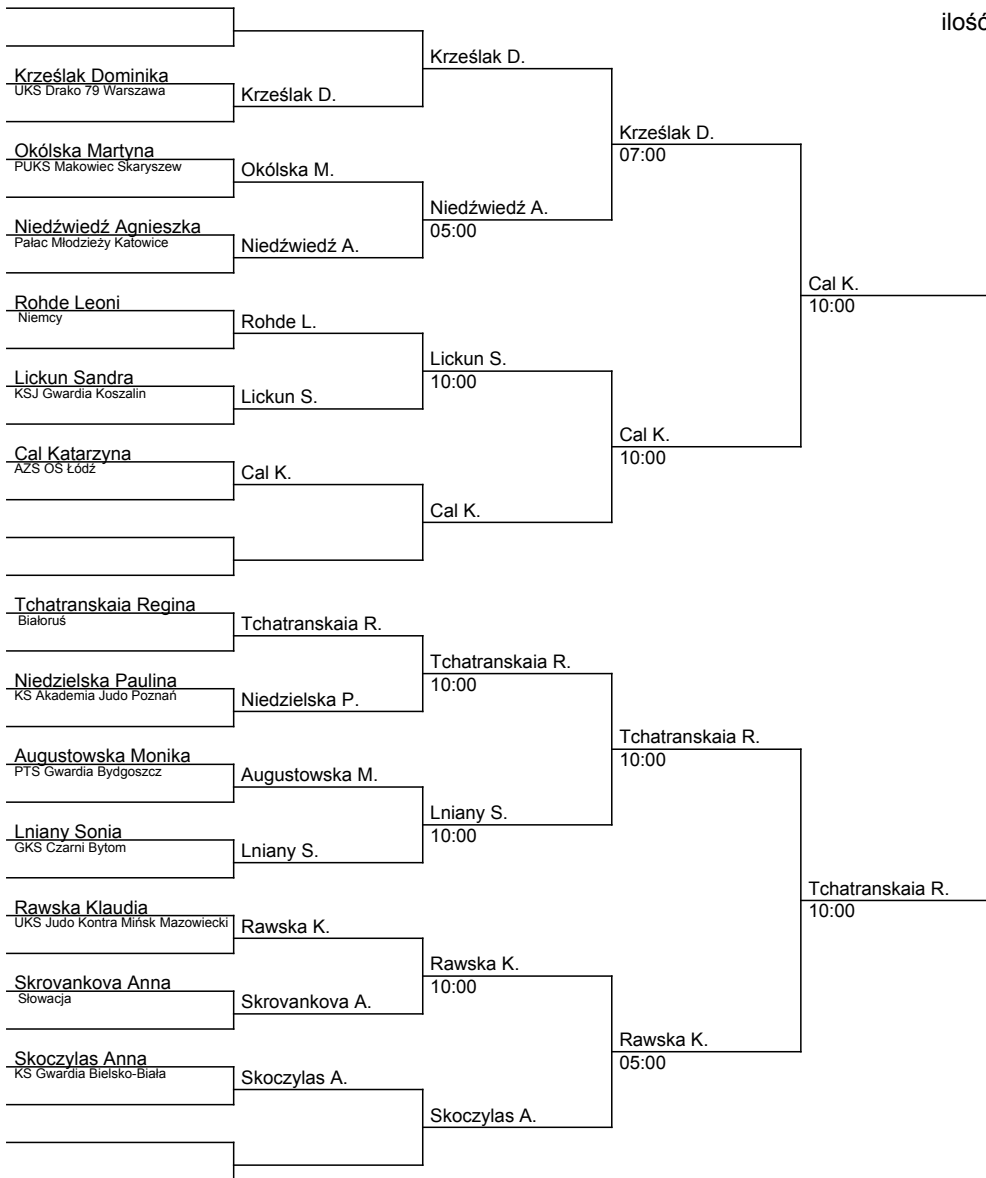 ilość
Krześlak D.
Krześlak Dominika
UKS Drako 79 Warszawa
Krześlak D.
Krześlak D.
07:00
Okólska Martyna
PUKS Makowiec Skaryszew
Okólska M.
Niedźwiedź A.
05:00
Niedźwiedź Agnieszka
Pałac Młodzieży Katowice
Niedźwiedź A.
Cal K.
10:00
Rohde Leoni
Niemcy
Rohde L.
Lickun S.
10:00
Lickun Sandra
KSJ Gwardia Koszalin
Lickun S.
Cal K.
10:00
Cal Katarzyna
AZS OŚ Łódź
Cal K.
Cal K.
Tchatranskaia Regina
Białoruś
Tchatranskaia R.
Tchatranskaia R.
10:00
Niedzielska Paulina
KS Akademia Judo Poznań
Niedzielska P.
Tchatranskaia R.
10:00
Augustowska Monika
PTS Gwardia Bydgoszcz
Augustowska M.
Lniany S.
10:00
Lniany Sonia
GKS Czarni Bytom
Lniany S.
Tchatranskaia R.
10:00
Rawska Klaudia
UKS Judo Kontra Mińsk Mazowiecki
Rawska K.
Rawska K.
10:00
Skrovankova Anna
Słowacja
Skrovankova A.
Rawska K.
05:00
Skoczylas Anna
KS Gwardia Bielsko-Biała
Skoczylas A.
Skoczylas A.